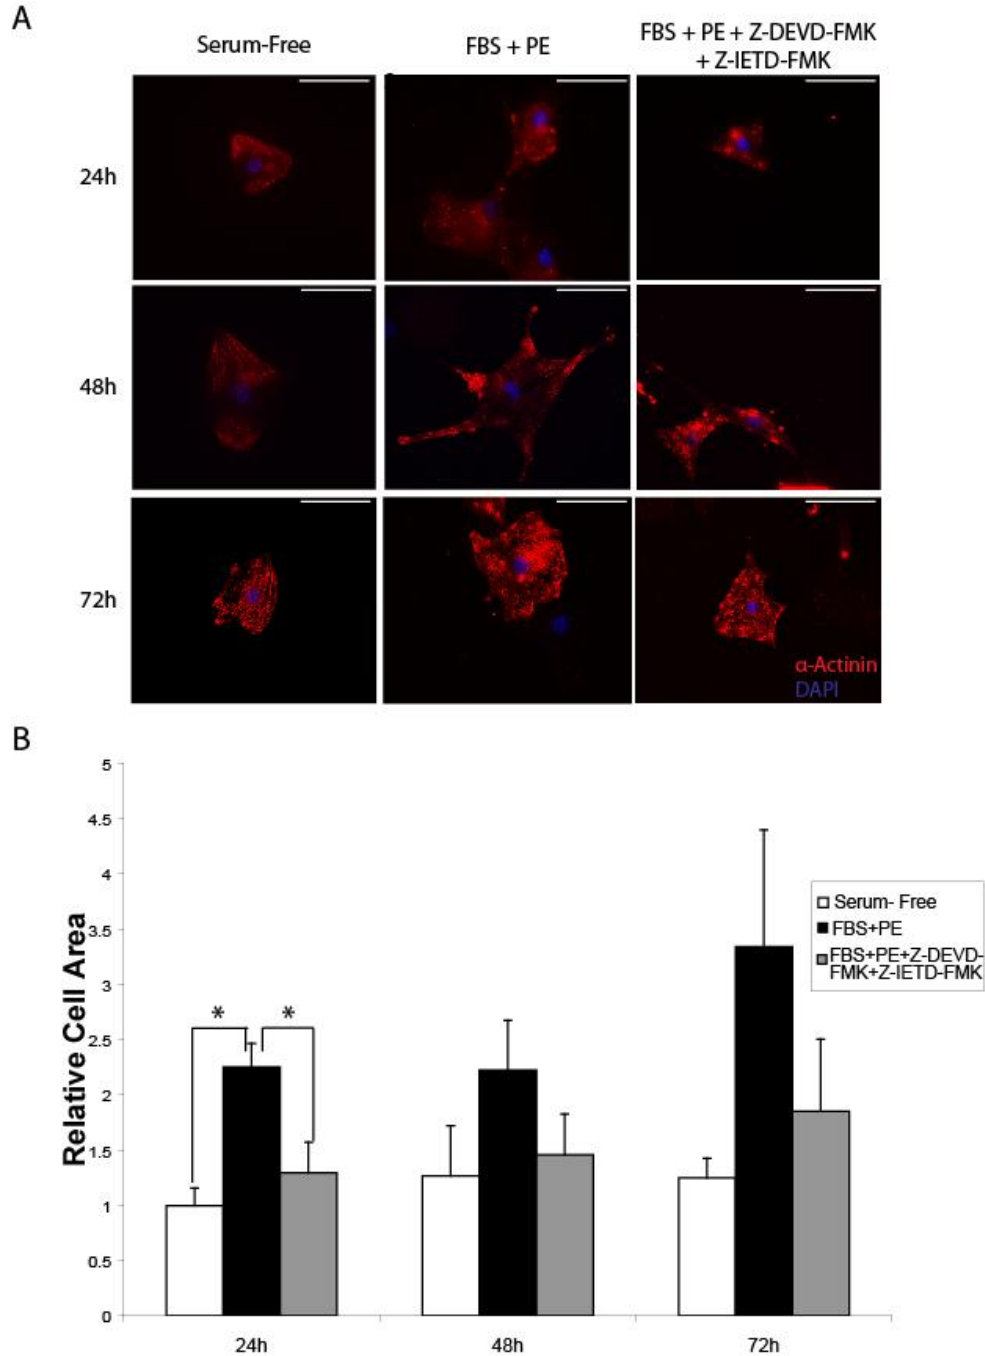 A
Serum-Free
FBS + PE
FBS + PE + Z-DEVD-FMK
+ Z-IETD-FMK
24h
48h
72h
α-Actinin
DAPI
B
5
4.5
4
3.5
3
2.5
2
1.5
1
0.5
0
Relative Cell Area
*
*
24h
48h
72h
Serum- Free
FBS+PE
FBS+PE+Z-DEVD-
FMK+Z-IETD-FMK